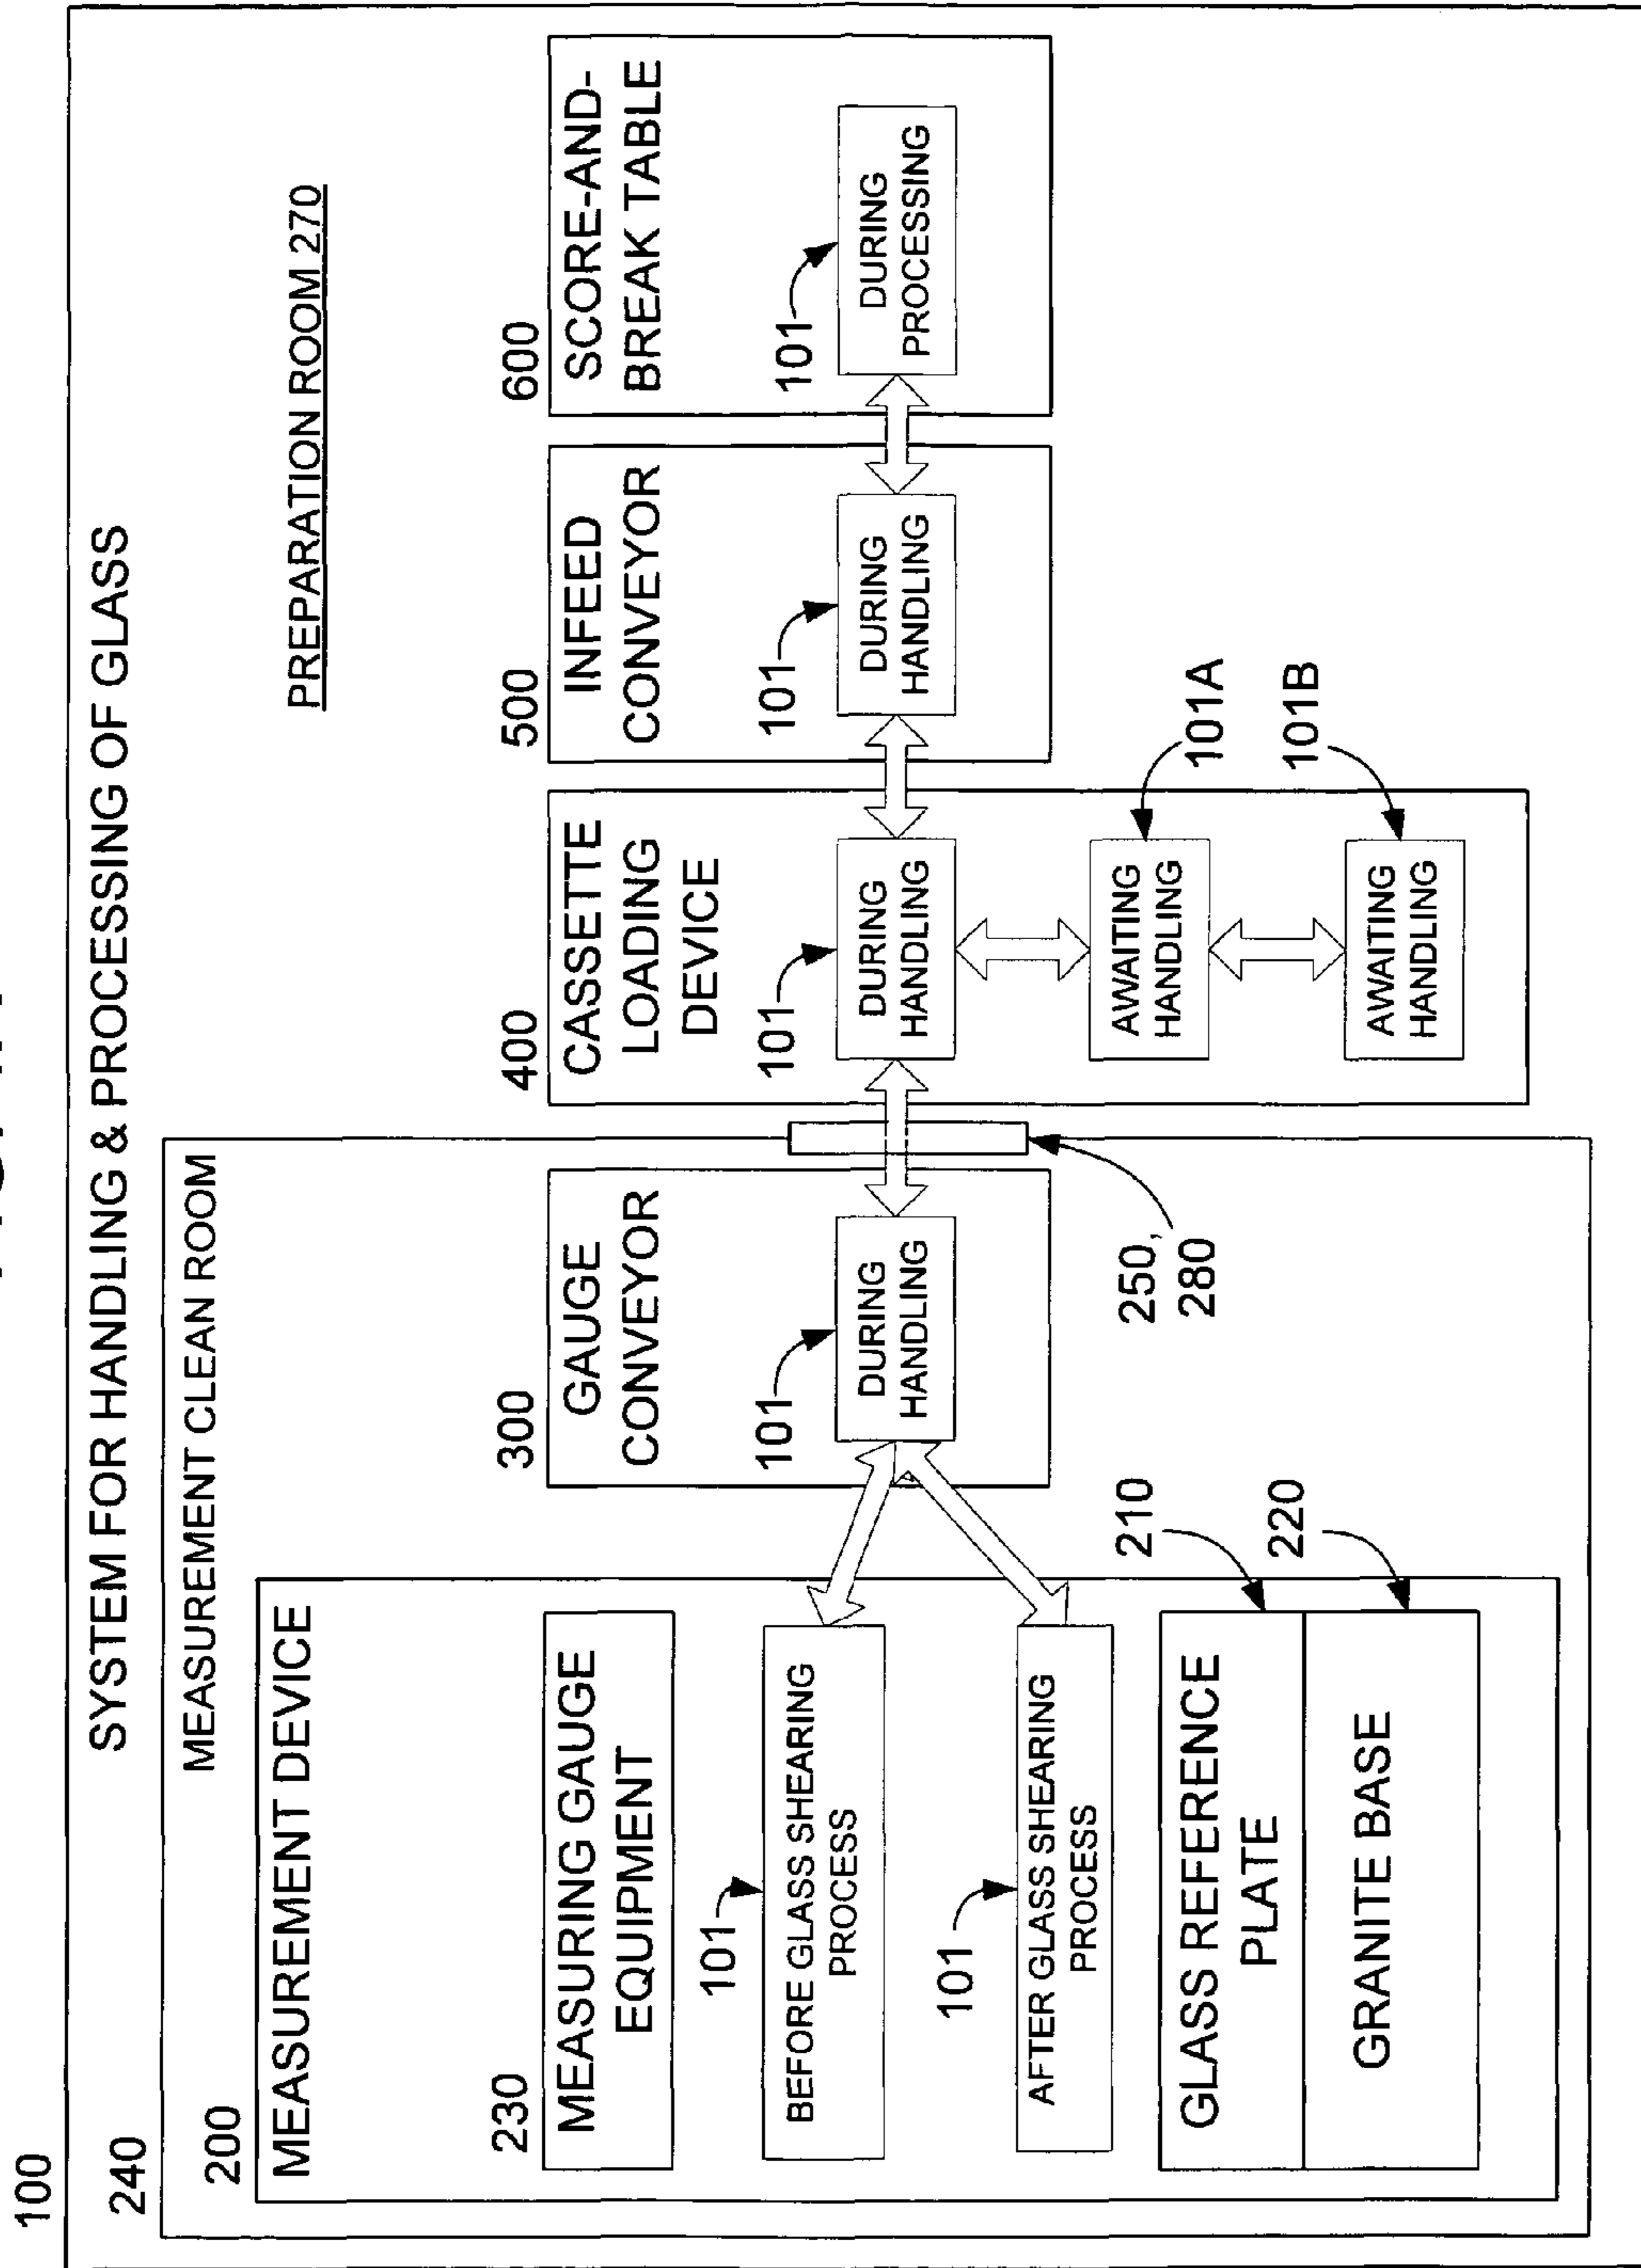 100
SYSTEM FOR HANDLING & PROCESSING OF GLASS
240
MEASUREMENT CLEAN ROOM
200
MEASUREMENT DEVICE
230
MEASURING GAUGE
EQUIPMENT
101
BEFORE GLASS SHEARING
PROCESS
101
AFTER GLASS SHEARING
PROCESS
210
GLASS REFERENCE
PLATE
220
GRANITE BASE
300
GAUGE
CONVEYOR
101
DURING
HANDLING
250,
280
PREPARATION ROOM 270
400
CASSETTE
LOADING
DEVICE
101
DURING
HANDLING
101A
AWAITING
HANDLING
101B
AWAITING
HANDLING
500
INFEED
CONVEYOR
101
DURING
HANDLING
600
SCORE-AND-
BREAK TABLE
101
DURING
PROCESSING